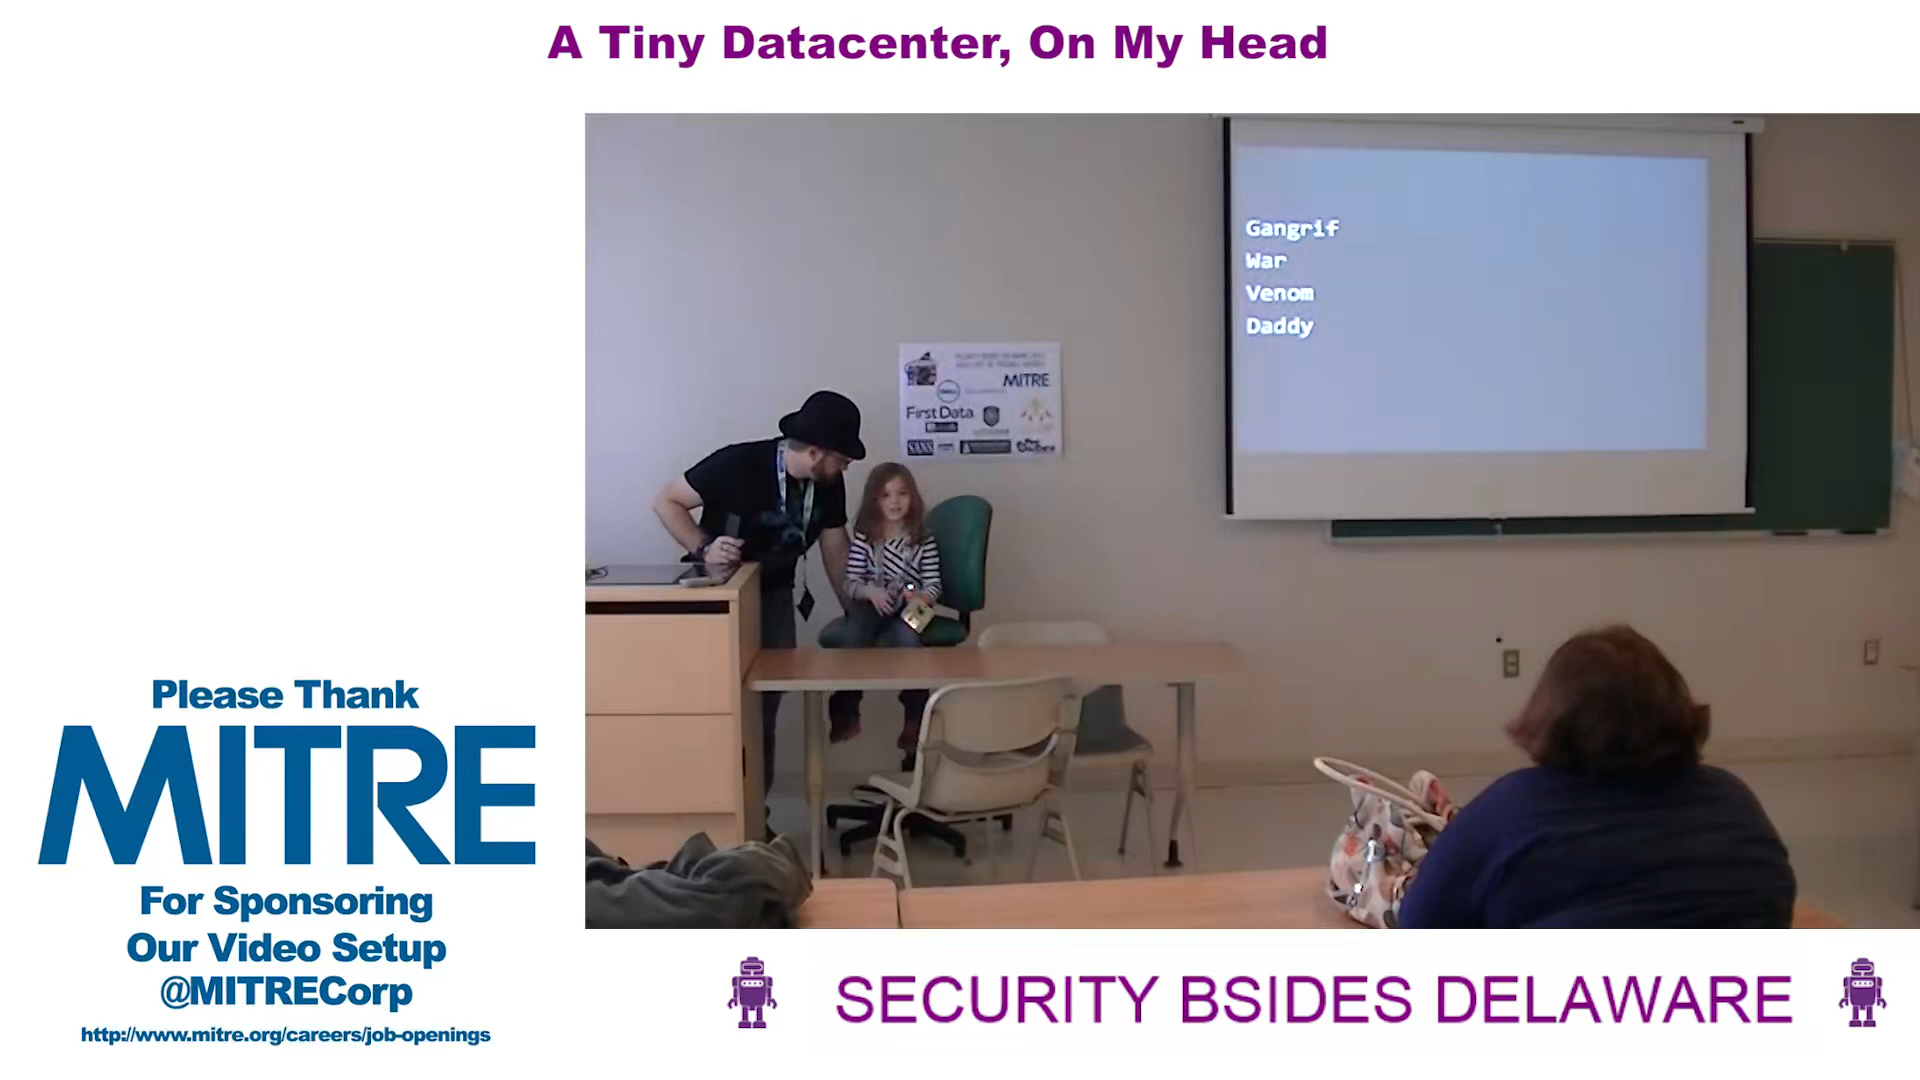 A Tiny Datacenter, On My Head
Gangrif
War
Venom
Daddy
MITRE
DELL
First Data
Please Thank
MITRE
For Sponsoring
Our Video Setup
@MITRECorp
http://www.mitre.org/careers/job-openings
SECURITY BSIDES DELAWARE